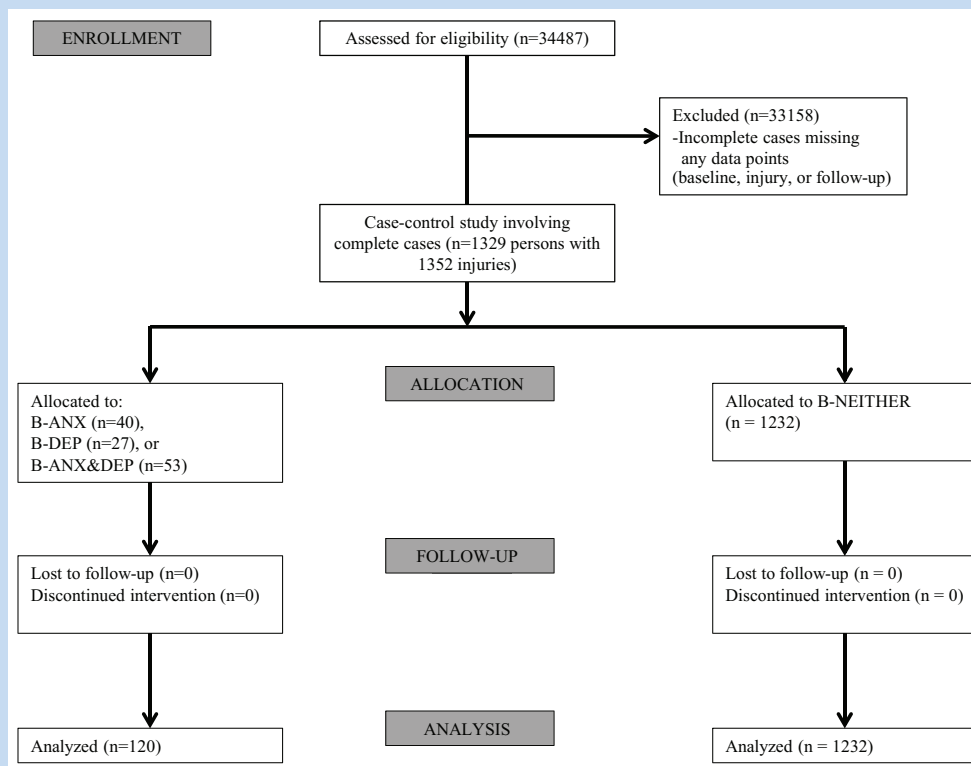 ENROLLMENT
Assessed for eligibility (n=34487)
Excluded (n=33158)
-Incomplete cases missing
any data points
(baseline, injury, or follow-up)
Case-control study involving
complete cases (n=1329 persons with
1352 injuries)
ALLOCATION
Allocated to:
B-ANX (n=40),
B-DEP (n=27), or
B-ANX&DEP (n=53)
Allocated to B-NEITHER
(n = 1232)
FOLLOW-UP
Lost to follow-up (n=0)
Discontinued intervention (n=0)
Lost to follow-up (n = 0)
Discontinued intervention (n = 0)
ANALYSIS
Analyzed (n=120)
Analyzed (n = 1232)